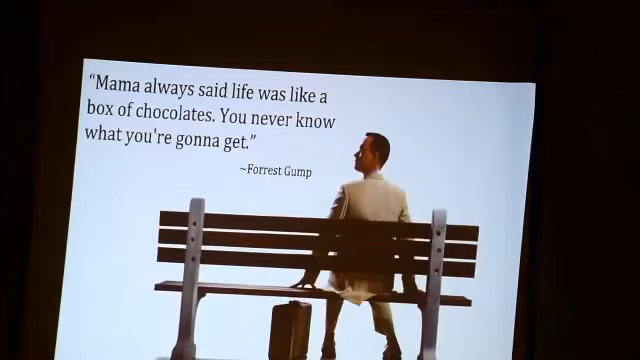 “Mama always said life was like a
box of chocolates. You never know
what you're gonna get.”
~Forrest Gump